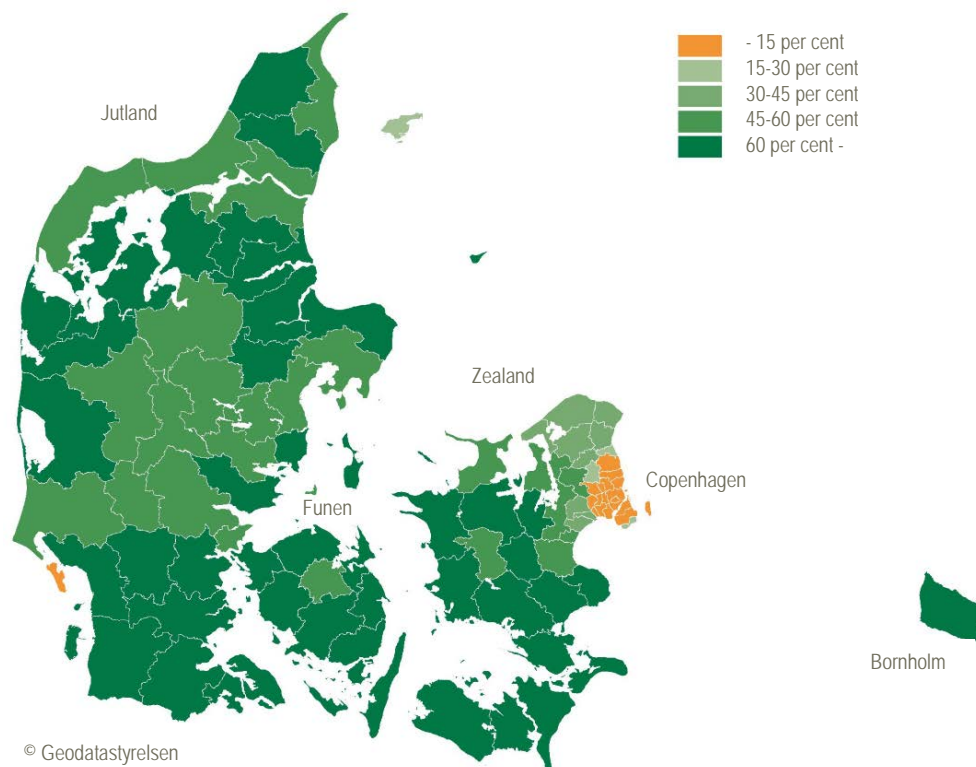 - 15 per cent
15-30 per cent
30-45 per cent
45-60 per cent
60 per cent -
Jutland
Zealand
Copenhagen
Funen
Bornholm
© Geodatastyrelsen